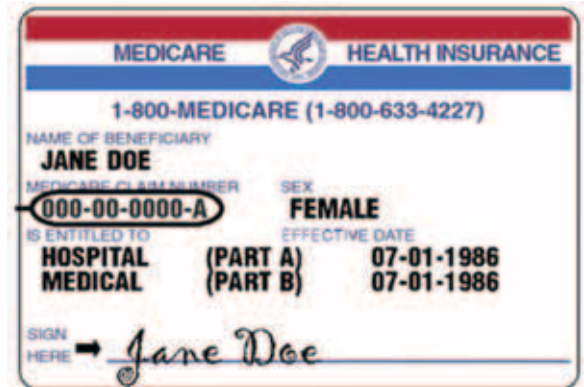 MEDICARE HEALTH INSURANCE
1-800-MEDICARE (1-800-633-4227)
NAME OF BENEFICIARY
JANE DOE
MEDICARE CLAIM NUMBER SEX
000-00-0000-A FEMALE
IS ENTITLED TO EFFECTIVE DATE
HOSPITAL (PART A) 07-01-1986
MEDICAL (PART B) 07-01-1986
SIGN
HERE Jane Doe